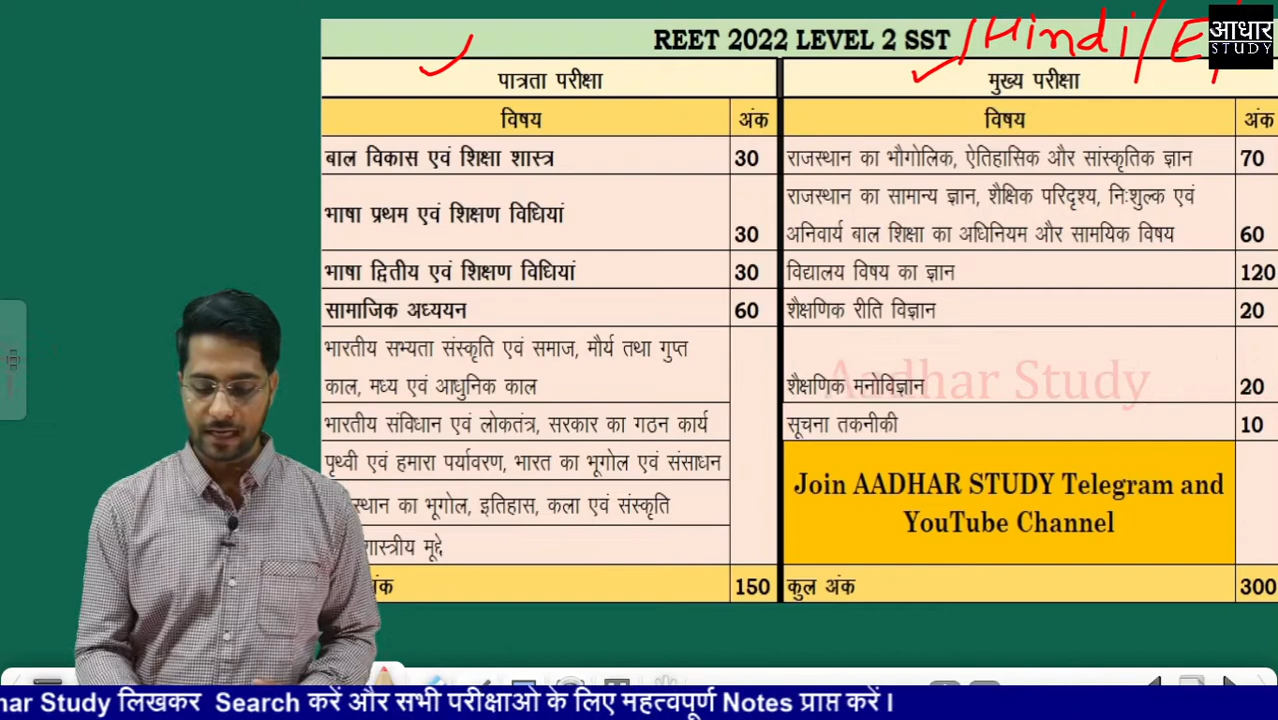 REET 2022 LEVEL 2 SST /Hindi/E/
आधार
STUDY
पात्रता परीक्षा
विषय अंक
बाल विकास एवं शिक्षा शास्त्र 30
भाषा प्रथम एवं शिक्षण विधियां 30
भाषा द्वितीय एवं शिक्षण विधियां 30
सामाजिक अध्ययन 60
भारतीय सभ्यता संस्कृति एवं समाज, मौर्य तथा गुप्त
काल, मध्य एवं आधुनिक काल
भारतीय संविधान एवं लोकतंत्र, सरकार का गठन कार्य
पृथ्वी एवं हमारा पर्यावरण, भारत का भूगोल एवं संसाधन
स्थान का भूगोल, इतिहास, कला एवं संस्कृति
शास्त्रीय मूद्दे
अंक 150
मुख्य परीक्षा
विषय अंक
राजस्थान का भौगोलिक, ऐतिहासिक और सांस्कृतिक ज्ञान 70
राजस्थान का सामान्य ज्ञान, शैक्षिक परिदृश्य, निःशुल्क एवं
अनिवार्य बाल शिक्षा का अधिनियम और सामयिक विषय 60
विद्यालय विषय का ज्ञान 120
शैक्षणिक रीति विज्ञान 20
Aadhar Study
शैक्षणिक मनोविज्ञान 20
सूचना तकनीकी 10
Join AADHAR STUDY Telegram and
YouTube Channel
कुल अंक 300
har Study लिखकर Search करें और सभी परीक्षाओ के लिए महत्वपूर्ण Notes प्राप्त करें।